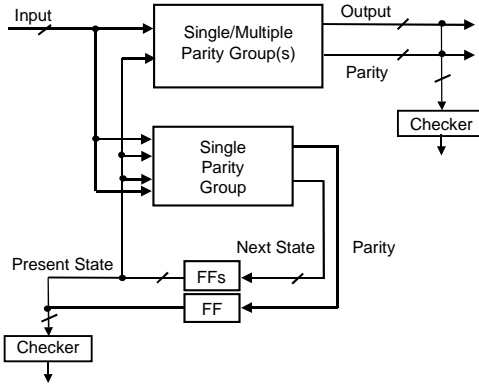 Input
Single/Multiple
Parity Group(s)
Output
Parity
Checker
Single
Parity
Group
Next State
Parity
Present State
FFs
FF
Checker